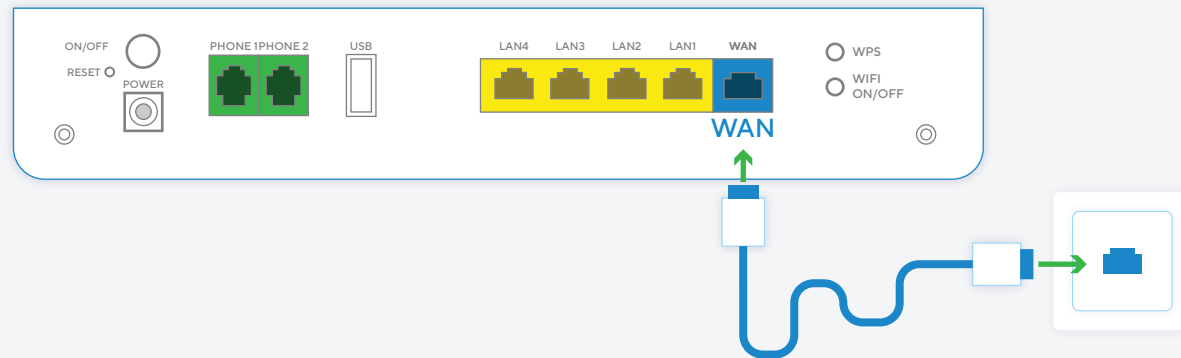 ON/OFF
RESET
POWER
PHONE 1 PHONE 2
USB
LAN4 LAN3 LAN2 LAN1 WAN
WAN
WPS
WIFI
ON/OFF